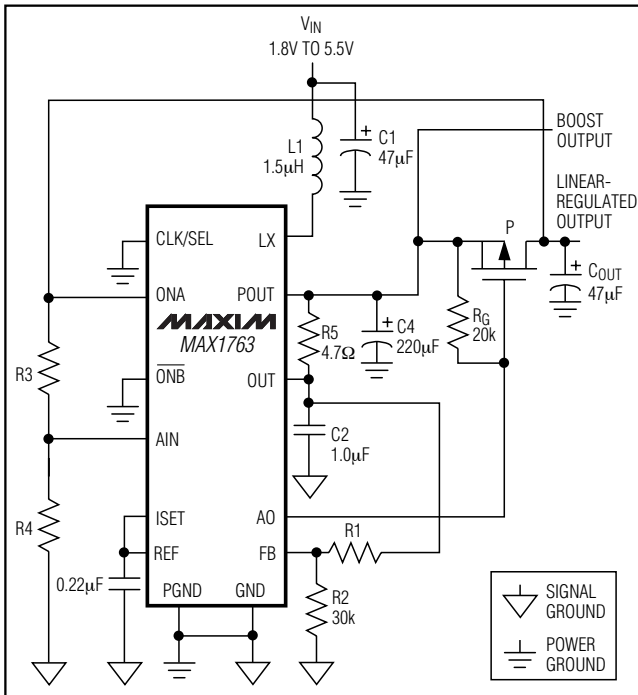 VIN
1.8V TO 5.5V
BOOST
OUTPUT
L1
1.5µH
+
C1
47µF
LINEAR-
REGULATED
OUTPUT
CLK/SEL
LX
P
ONA
POUT
+
COUT
47µF
MAXIM
MAX1763
R5
4.7Ω
+
C4
220µF
RG
20k
R3
ONB
OUT
C2
1.0µF
AIN
R4
ISET
AO
REF
FB
R1
0.22µF
PGND
GND
R2
30k
SIGNAL
GROUND
POWER
GROUND